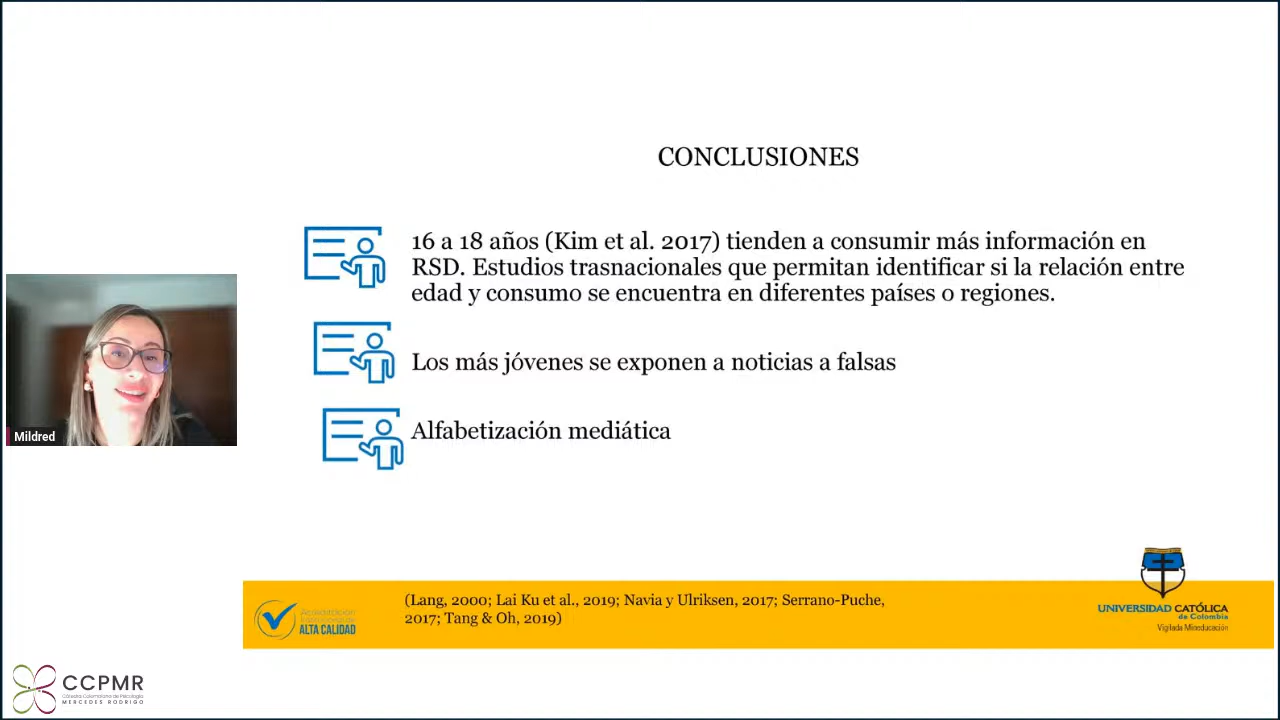 CONCLUSIONES
16 a 18 años (Kim et al. 2017) tienden a consumir más información en
RSD. Estudios trasnacionales que permitan identificar si la relación entre
edad y consumo se encuentra en diferentes países o regiones.
Los más jóvenes se exponen a noticias a falsas
Alfabetización mediática
Mildred
(Lang, 2000; Lai Ku et al., 2019; Navia y Ulriksen, 2017; Serrano-Puche,
2017; Tang & Oh, 2019)
Acreditación
ALTA CALIDAD
UNIVERSIDAD CATÓLICA
de Colombia
Vigilada Mineducación
CCPMR
Cátedra Colombiana de Psicología
MERCEDES RODRIGO